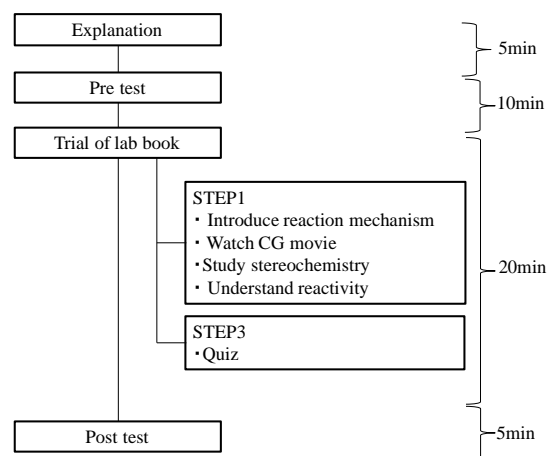 Explanation
5min
Pre test
10min
Trial of lab book
STEP1
・ Introduce reaction mechanism
・ Watch CG movie
・Study stereochemistry
・ Understand reactivity
20min
STEP3
・Quiz
Post test
5min